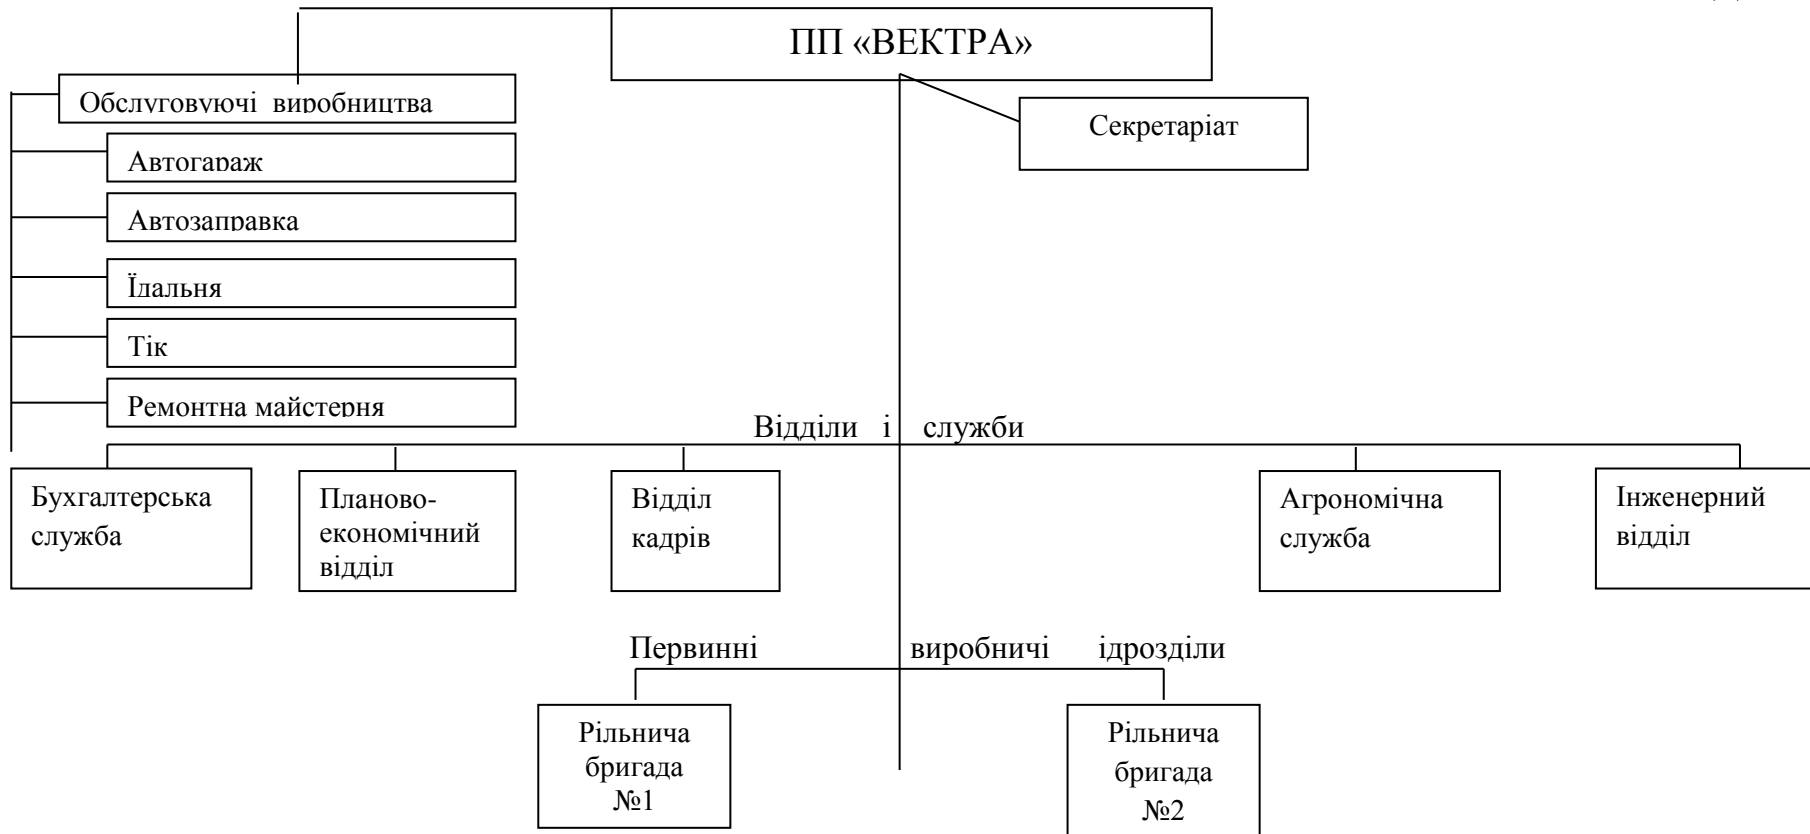 ПП «ВЕКТРА»
Обслуговуючі виробництва
Секретаріат
Автогараж
Автозаправка
Їдальня
Тік
Ремонтна майстерня
Відділи і служби
Бухгалтерська
служба
Планово-
економічний
відділ
Відділ
кадрів
Агрономічна
служба
Інженерний
відділ
Первинні виробничі ідрозділи
Рільнича
бригада
№1
Рільнича
бригада
№2